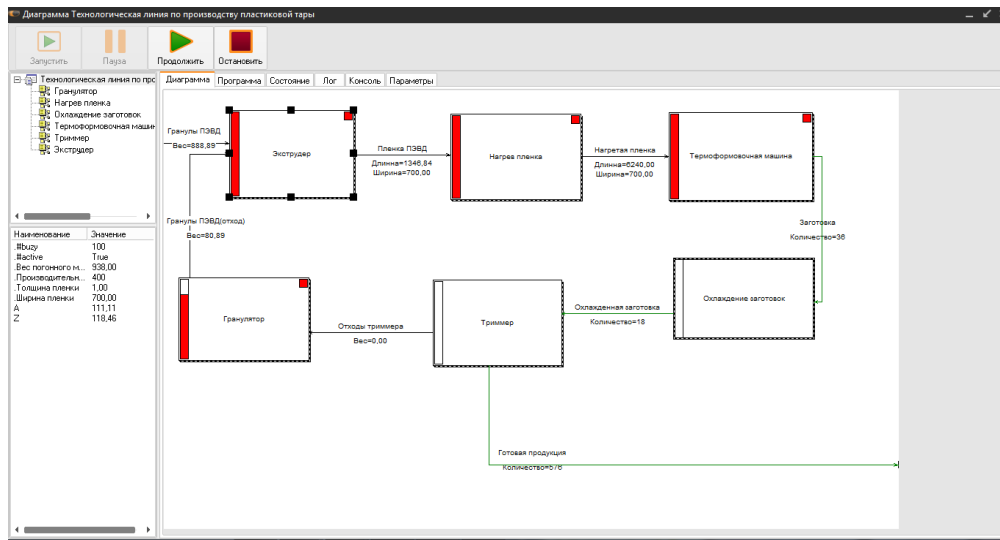 Диаграмма Технологическая линия по производству пластиковой тары
Запустить Пауза Продолжить Остановить
Технологическая линия по прс
Гранулятор
Нагрев пленка
Охлаждение заготовок
Термоформовочная машин
Триммер
Экструдер
Наименование Значение
.#buzy 100
.#active True
.Вес погонного м... 938,00
.Производительн... 400
.Толщина пленки 1,00
.Ширина пленки 700,00
A 111,11
Z 118,46
Диаграмма Программа Состояние Лог Консоль Параметры
Гранулы ПЭВД
Вес=888,89
Экструдер
Пленка ПЭВД
Длинна=1346,84
Ширина=700,00
Нагрев пленка
Нагретая пленка
Длинна=6240,00
Ширина=700,00
Термоформовочная машина
Гранулы ПЭВД(отход)
Вес=80,89
Заготовка
Количество=36
Гранулятор
Отходы триммера
Вес=0,00
Триммер
Охлажденная заготовка
Количество=18
Охлаждение заготовок
Готовая продукция
Количество=576